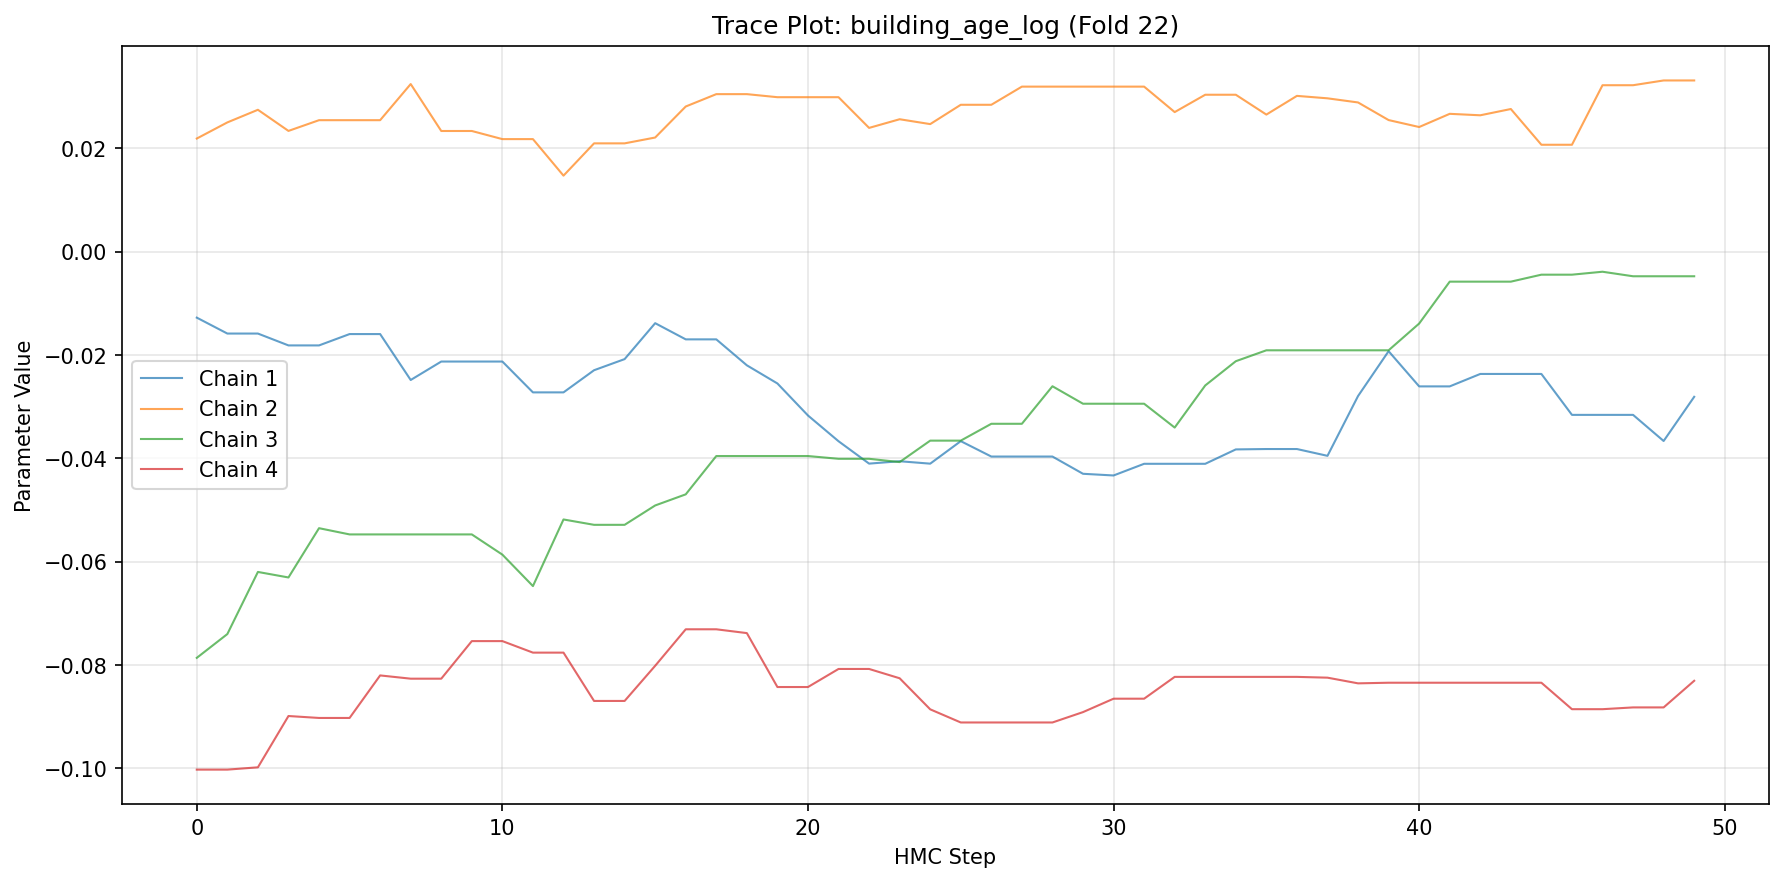 Trace Plot: building_age_log (Fold 22)
Parameter Value
0.02
0.00
−0.02
−0.04
−0.06
−0.08
−0.10
Chain 1
Chain 2
Chain 3
Chain 4
0 10 20 30 40 50
HMC Step